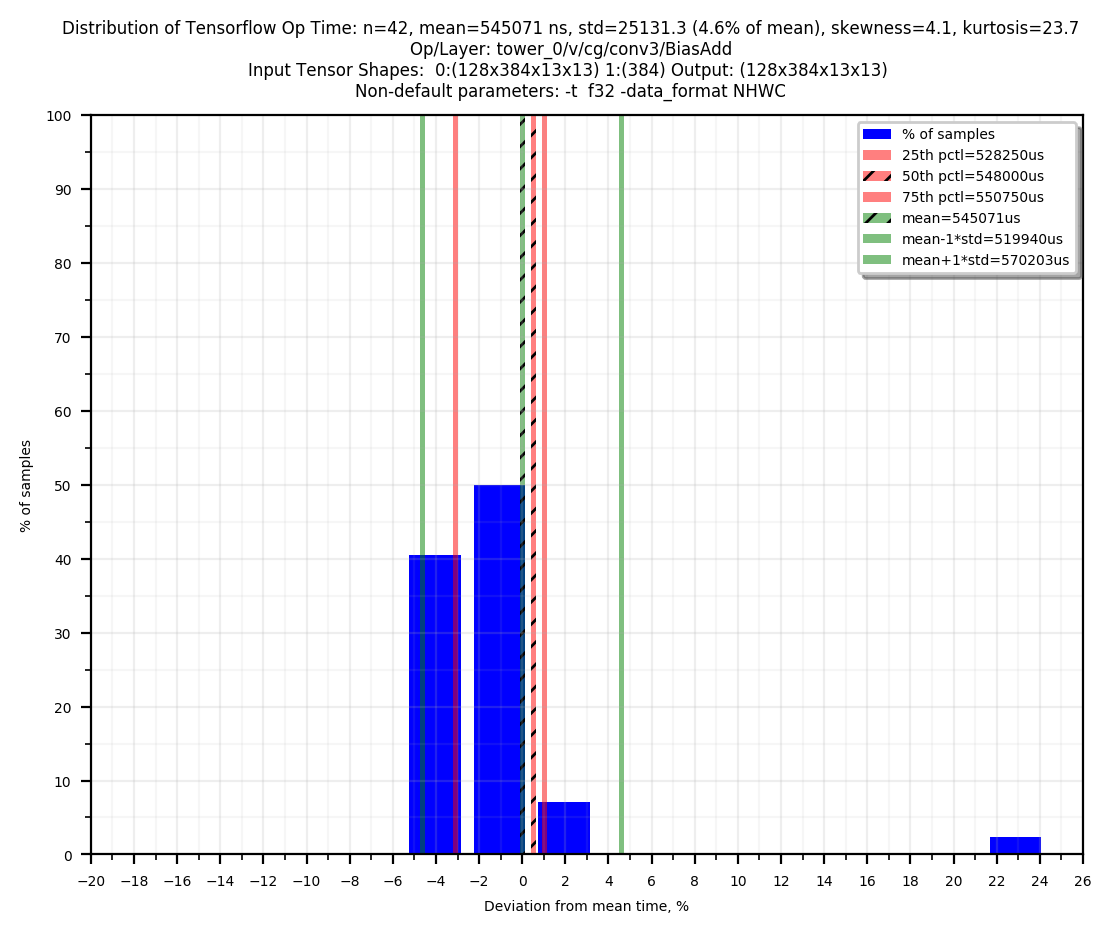 Distribution of Tensorflow Op Time: n=42, mean=545071 ns, std=25131.3 (4.6% of mean), skewness=4.1, kurtosis=23.7
Op/Layer: tower_0/v/cg/conv3/BiasAdd
Input Tensor Shapes:  0:(128x384x13x13) 1:(384) Output: (128x384x13x13)
Non-default parameters: -t  f32 -data_format NHWC
% of samples
25th pctl=528250us
50th pctl=548000us
75th pctl=550750us
mean=545071us
mean-1*std=519940us
mean+1*std=570203us
100
90
80
70
60
50
40
30
20
10
0
% of samples
−20 −18 −16 −14 −12 −10 −8 −6 −4 −2 0 2 4 6 8 10 12 14 16 18 20 22 24 26
Deviation from mean time, %